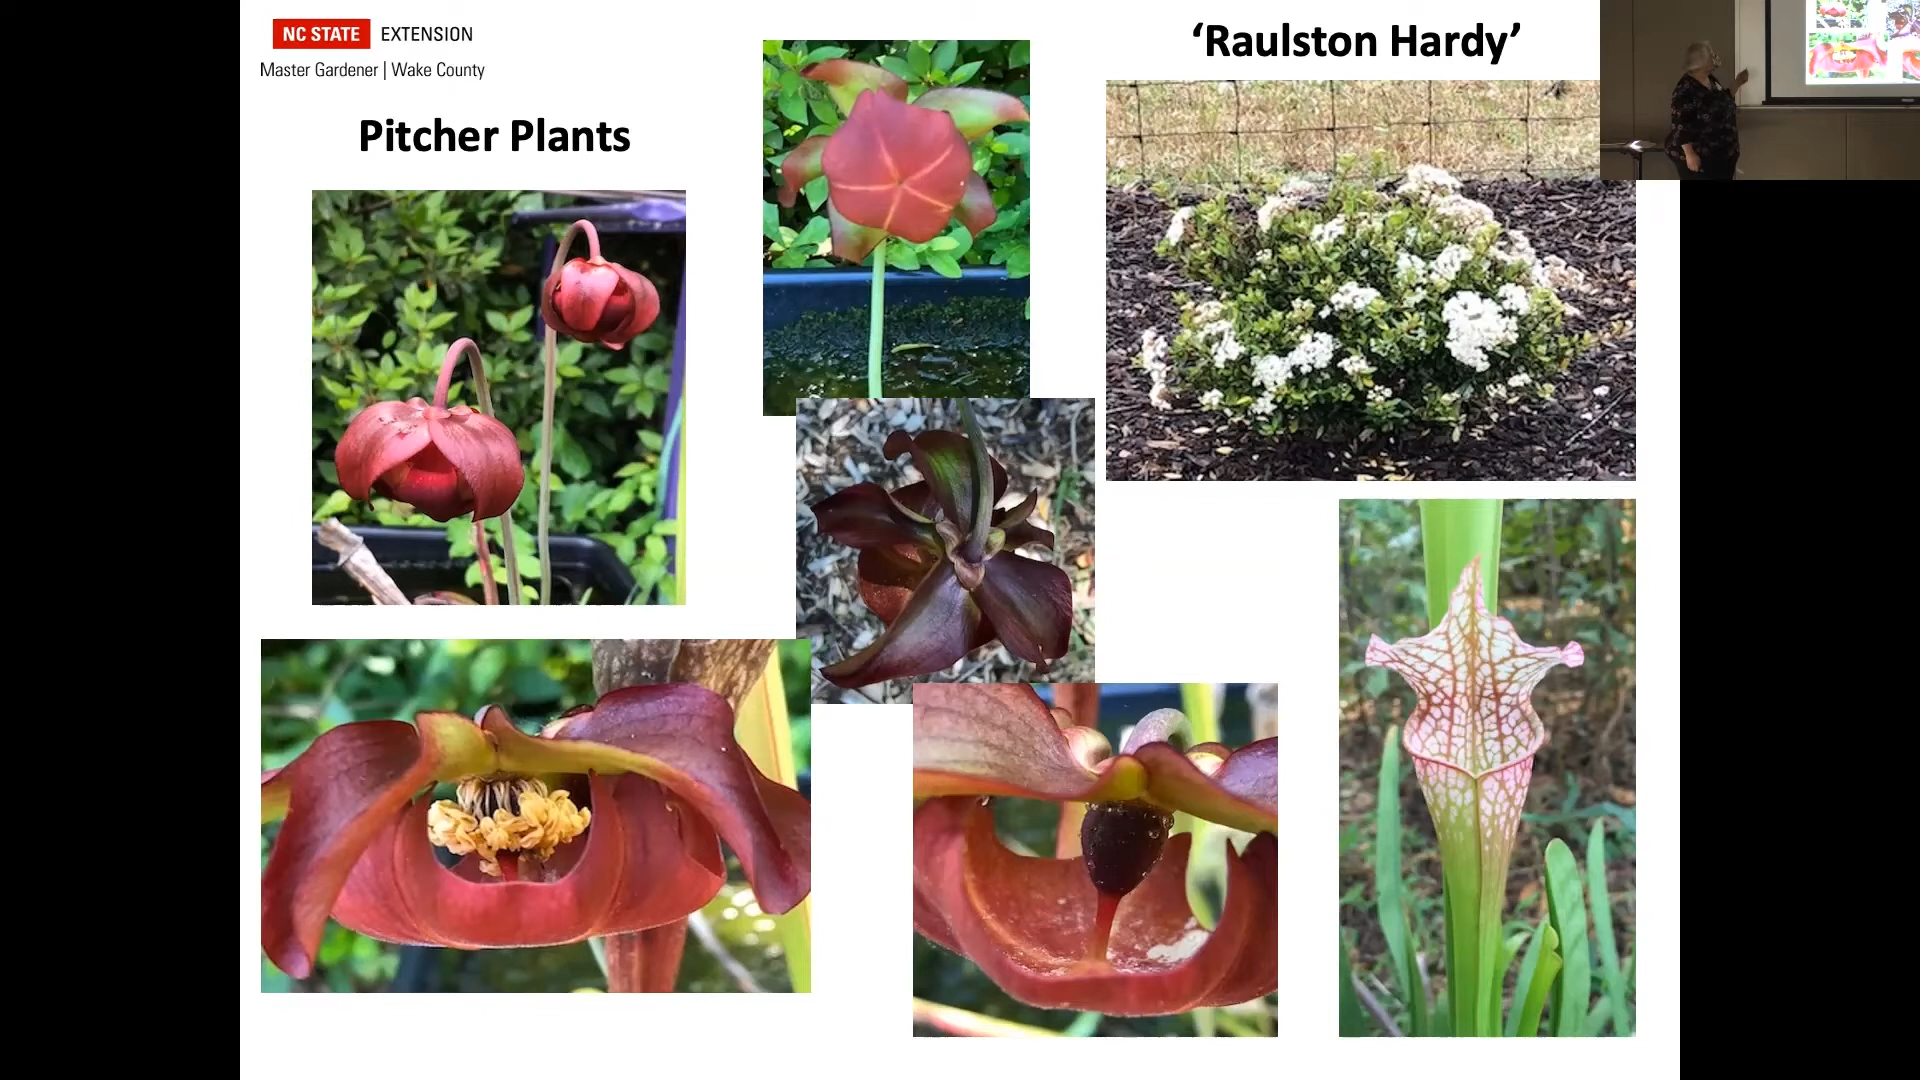 NC STATE EXTENSION
Master Gardener | Wake County
Pitcher Plants
‘Raulston Hardy’